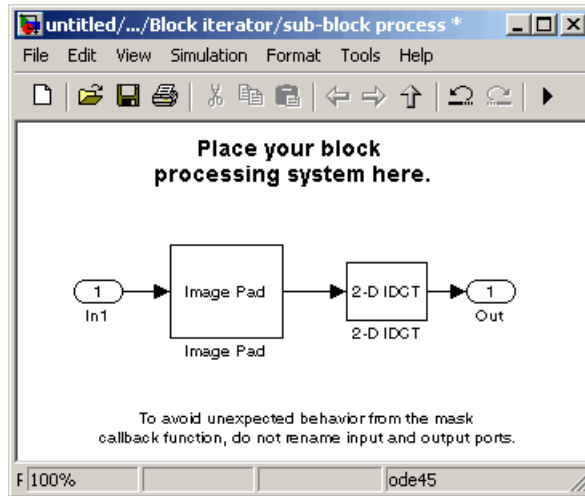 untitled/.../Block iterator/sub-block process *
File Edit View Simulation Format Tools Help
Place your block
processing system here.
1 Image Pad 2-D IDCT 1
In1 Image Pad 2-D IDCT Out
To avoid unexpected behavior from the mask
callback function, do not rename input and output ports.
F 100% ode45